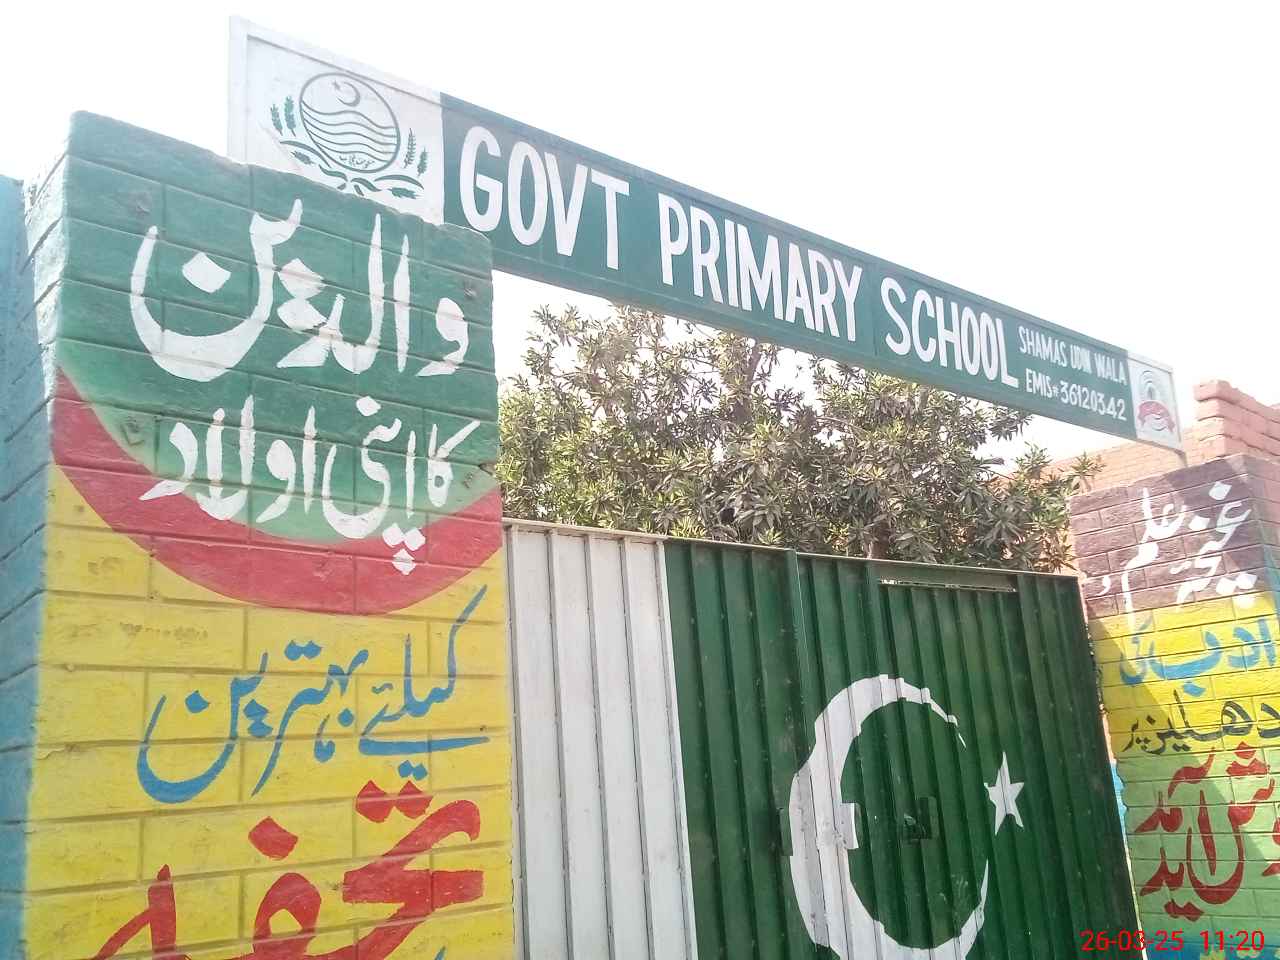 GOVT PRIMARY SCHOOL
SHAMAS UDIN WALA
EMIS# 36120342
والدین
کا اپنی اولاد
کیلئے بہترین
تحفہ
غنچہ علم و
ادب کی
دھلیز پر
خوش آمدید
26-03-25 11:20